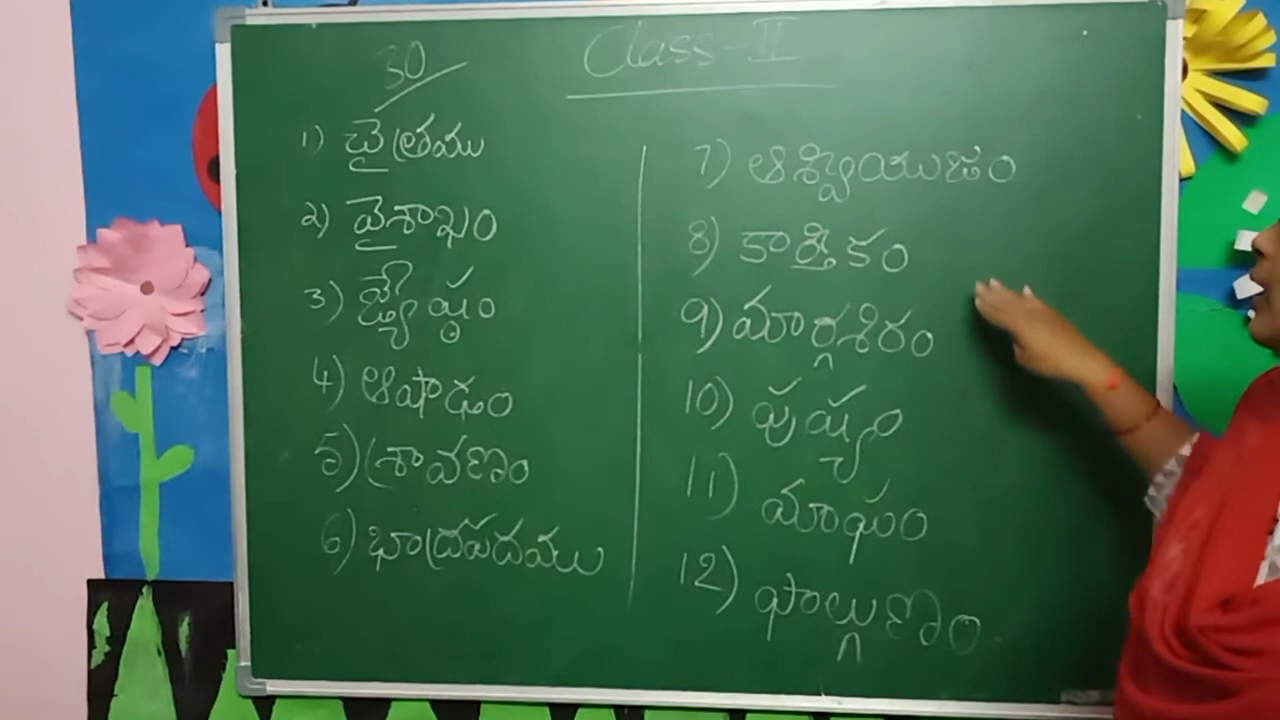 Class-II
30
1) చైత్రము
2) వైశాఖం
3) జ్యేష్ఠం
4) ఆషాఢం
5) శ్రావణం
6) భాద్రపదము
7) ఆశ్వియుజం
8) కార్తికం
9) మార్గశిరం
10) పుష్యం
11) మాఘం
12) ఫాల్గుణం